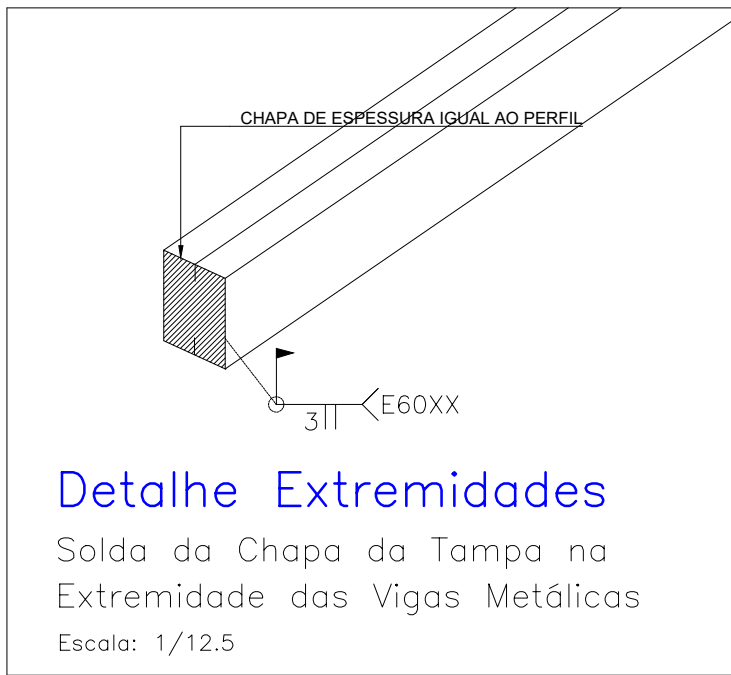 CHAPA DE ESPESSURA IGUAL AO PERFIL
E60XX
3
Detalhe Extremidades
Solda da Chapa da Tampa na
Extremidade das Vigas Metálicas
Escala: 1/12.5